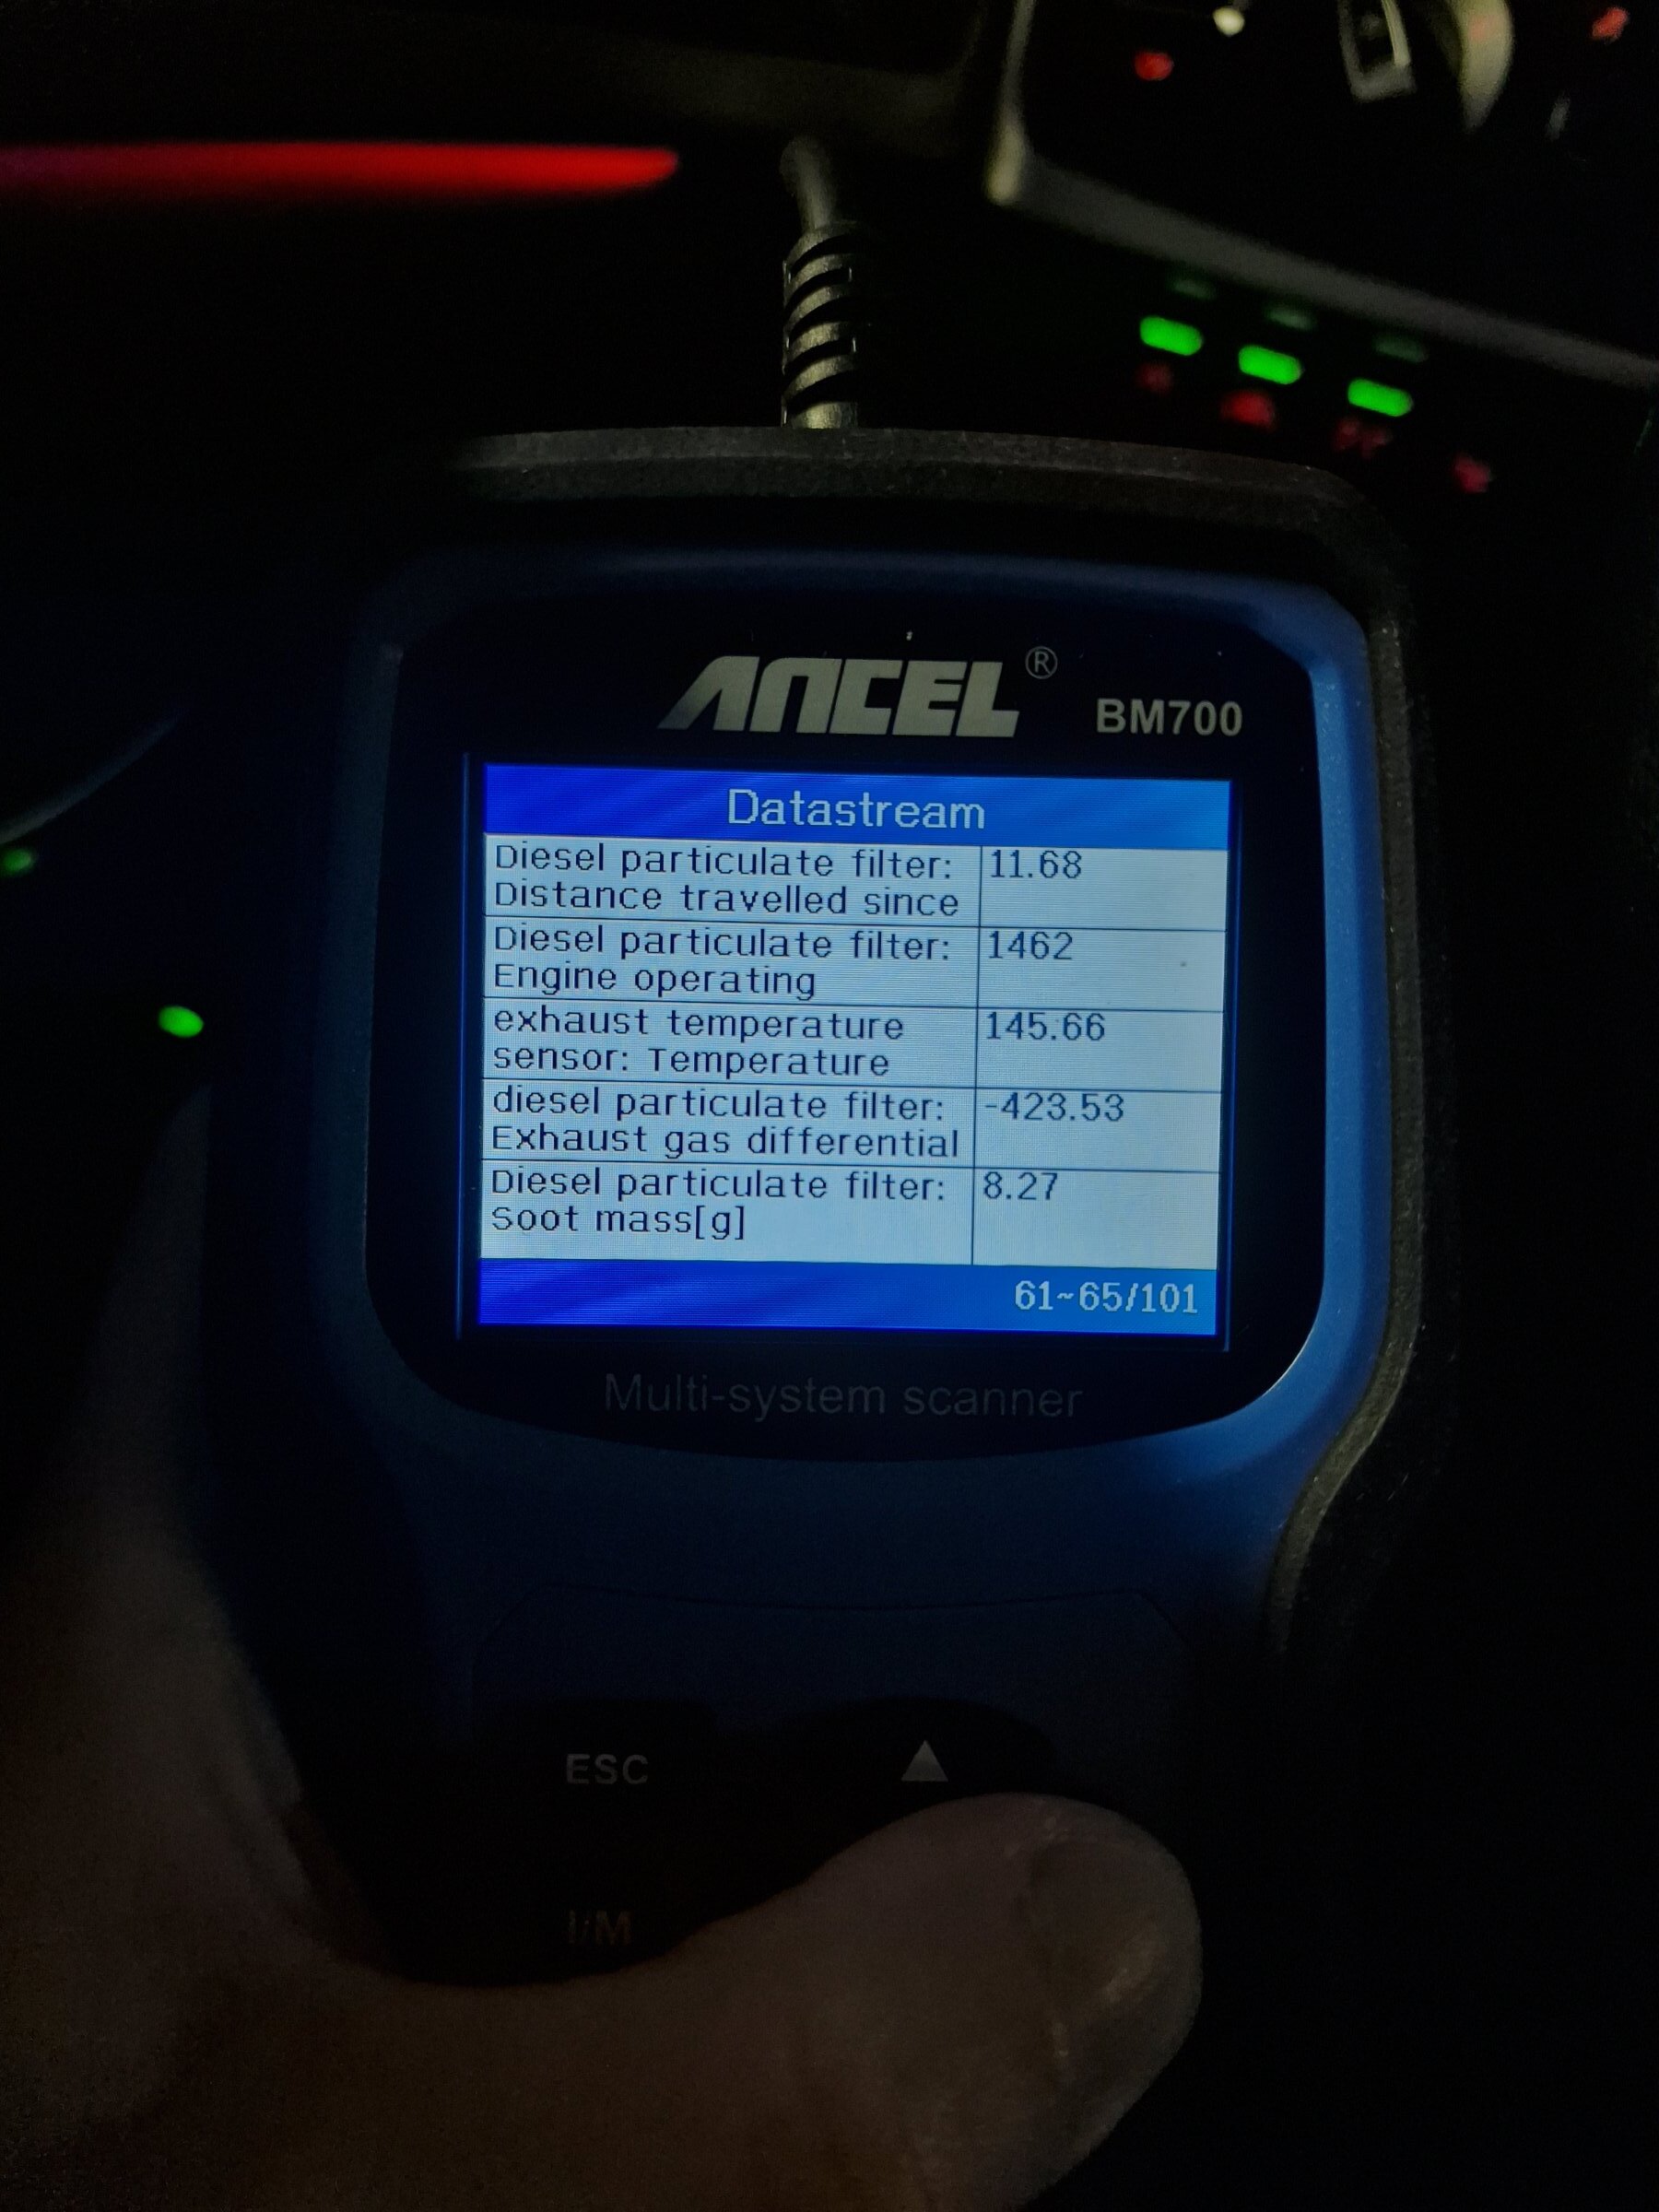 ANCEL®
BM700
Datastream
Diesel particulate filter: 11.68
Distance travelled since
Diesel particulate filter: 1462
Engine operating
exhaust temperature 145.66
sensor: Temperature
diesel particulate filter: -423.53
Exhaust gas differential
Diesel particulate filter: 8.27
Soot mass[g]
61~65/101
Multi-system scanner
ESC
I/M